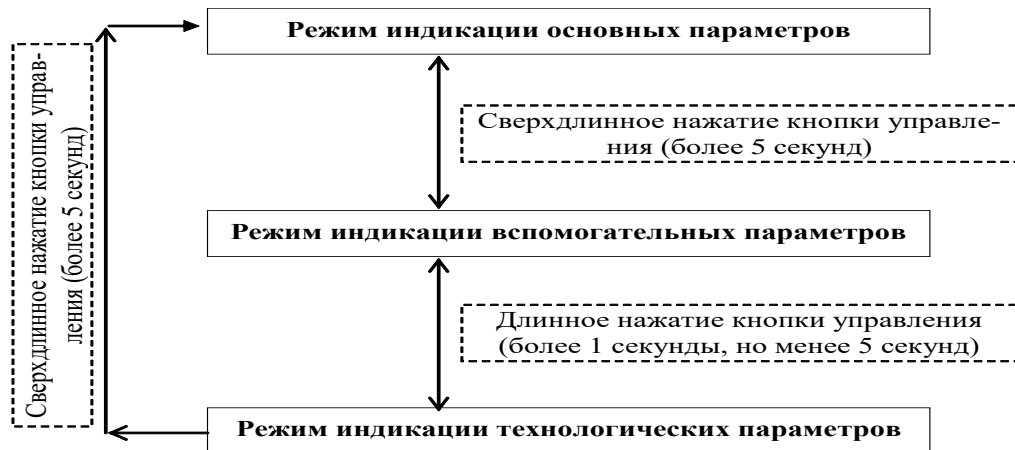 Режим индикации основных параметров
Сверхдлинное нажатие кнопки управле-
ния (более 5 секунд)
Режим индикации вспомогательных параметров
Длинное нажатие кнопки управления
(более 1 секунды, но менее 5 секунд)
Режим индикации технологических параметров
Сверхдлинное нажатие кнопки управ-
ления (более 5 секунд)